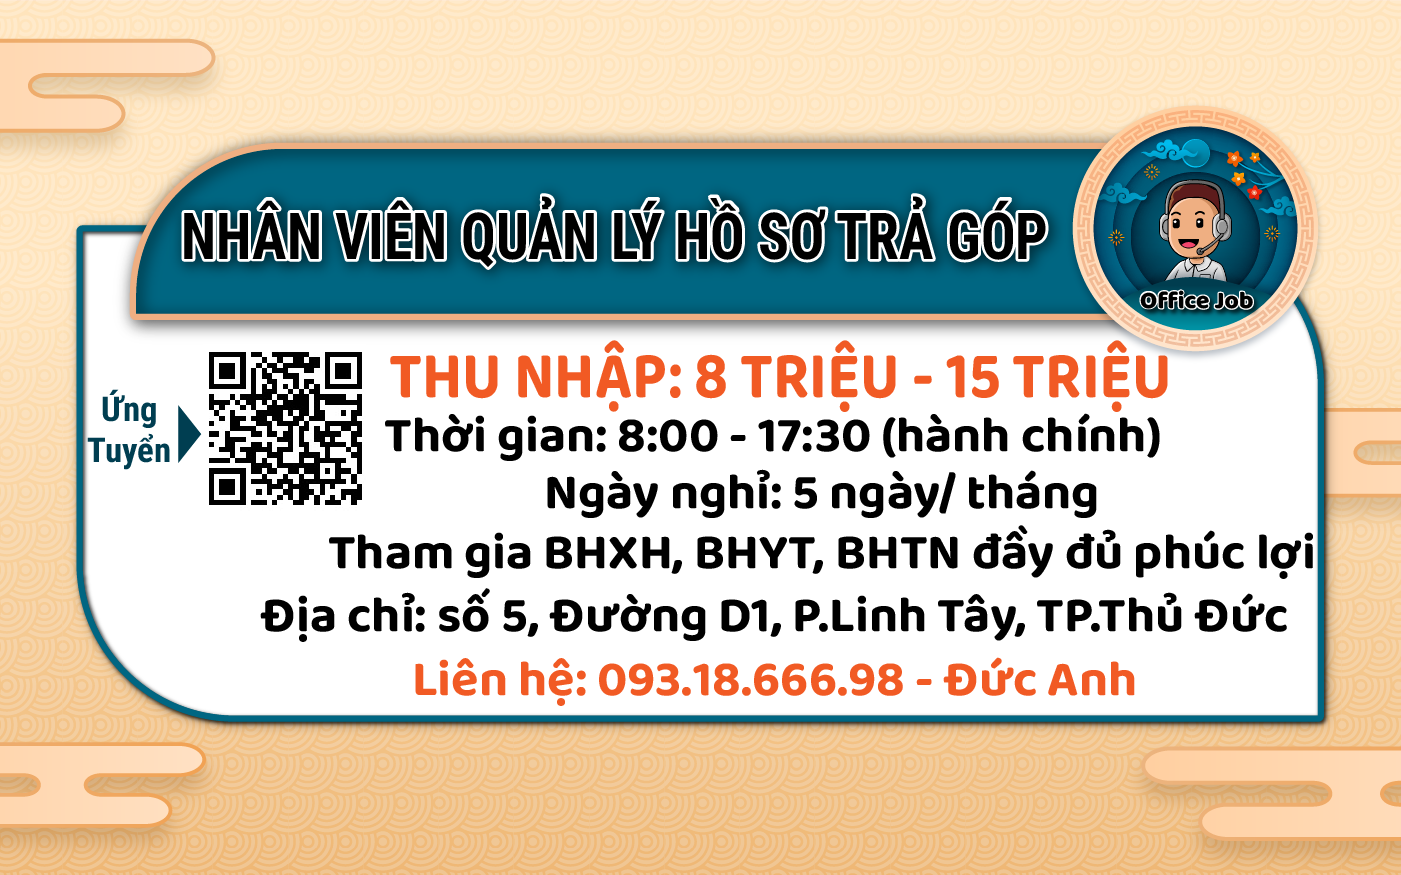 NHÂN VIÊN QUẢN LÝ HỒ SƠ TRẢ GÓP
Office Job
THU NHẬP: 8 TRIỆU - 15 TRIỆU
Ứng
Tuyển
Thời gian: 8:00 - 17:30 (hành chính)
Ngày nghỉ: 5 ngày/ tháng
Tham gia BHXH, BHYT, BHTN đầy đủ phúc lợi
Địa chỉ: số 5, Đường D1, P.Linh Tây, TP.Thủ Đức
Liên hệ: 093.18.666.98 - Đức Anh